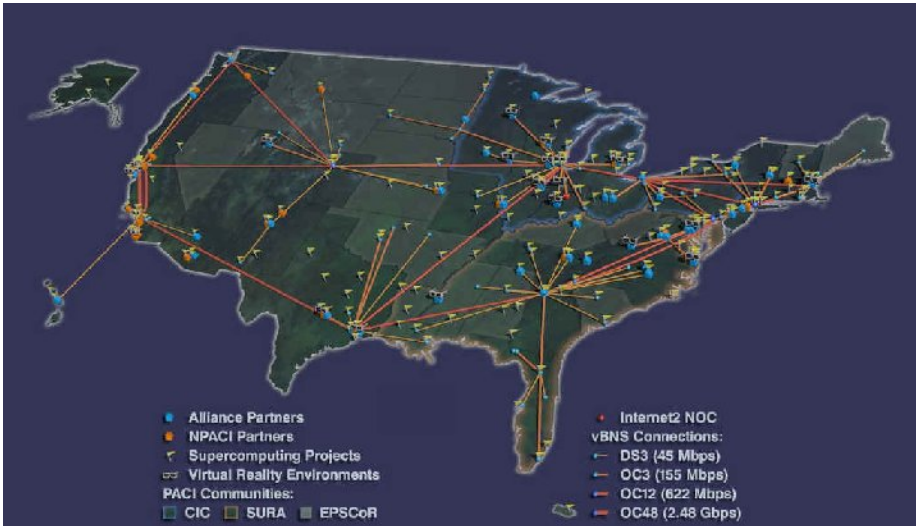 Alliance Partners
NPACI Partners
Supercomputing Projects
Virtual Reality Environments
PACI Communities:
CIC SURA EPSCoR
Internet2 NOC
vBNS Connections:
DS3 (45 Mbps)
OC3 (155 Mbps)
OC12 (622 Mbps)
OC48 (2.48 Gbps)